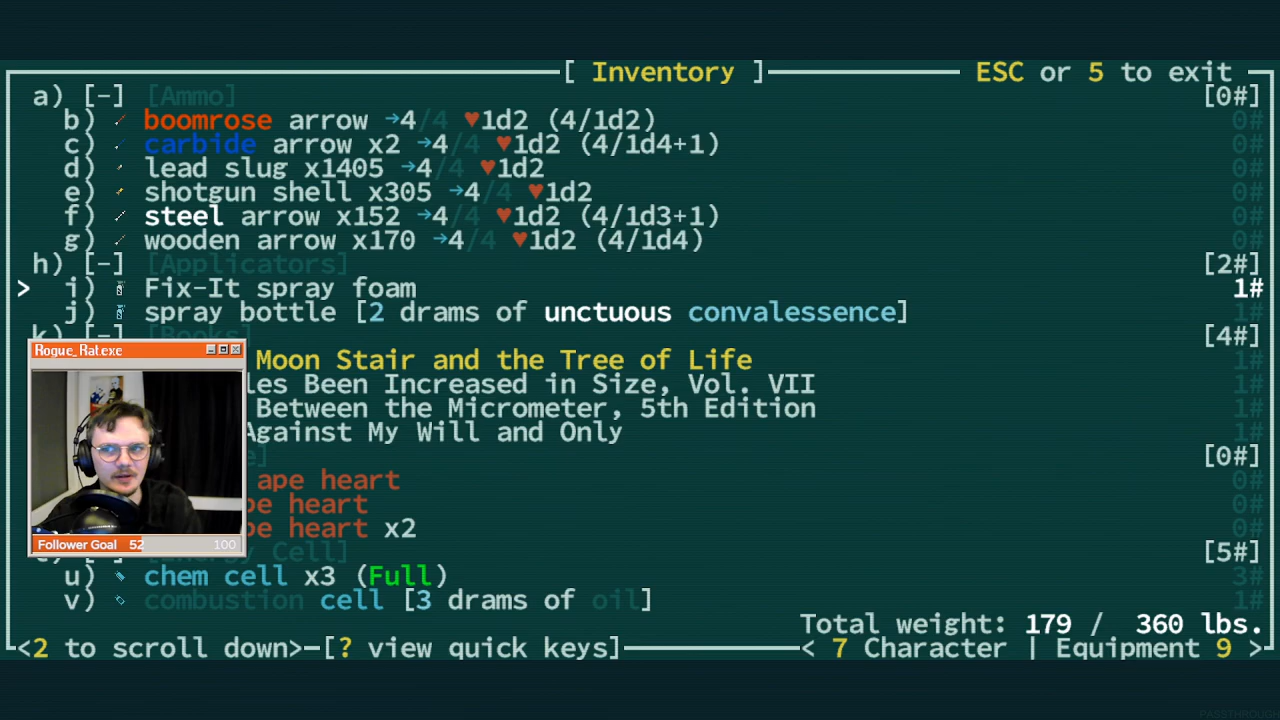 [ Inventory ] ESC or 5 to exit
a) [-] [Ammo] [0#]
b) boomrose arrow →4/4 ♥1d2 (4/1d2) 0#
c) carbide arrow x2 →4/4 ♥1d2 (4/1d4+1) 0#
d) lead slug x1405 →4/4 ♥1d2 0#
e) shotgun shell x305 →4/4 ♥1d2 0#
f) steel arrow x152 →4/4 ♥1d2 (4/1d3+1) 0#
g) wooden arrow x170 →4/4 ♥1d2 (4/1d4) 0#
h) [-] [Applicators] [2#]
> i) Fix-It spray foam 1#
j) spray bottle [2 drams of unctuous convalessence] 1#
k) [-] [Books] [4#]
Moon Stair and the Tree of Life 1#
les Been Increased in Size, Vol. VII 1#
Between the Micrometer, 5th Edition 1#
Against My Will and Only 1#
e] [0#]
ape heart 0#
pe heart 0#
pe heart x2 0#
[-] [Energy Cell] [5#]
u) chem cell x3 (Full) 3#
v) combustion cell [3 drams of oil] 1#
Total weight: 179 / 360 lbs.
<2 to scroll down> [? view quick keys] < 7 Character | Equipment 9 >
Rogue_Rat.exe
Follower Goal 52 100